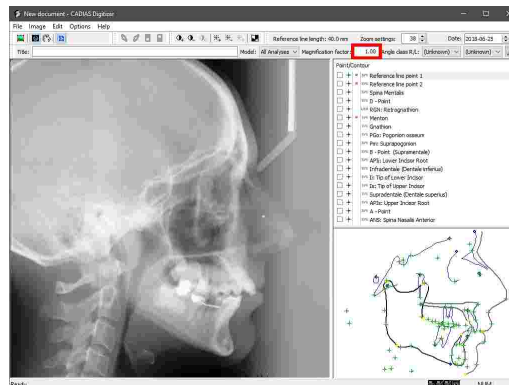 New document - CADIAS Digitizer
File Image Edit Options Help
Reference line length: 40.0 mm Zoom settings: 38 Date: 2018-06-25
Title: Model: All Analyses Magnification factor: 1.00 Angle class R/L: (Unknown) (Unknown)
Point/Contour
Reference line point 1
Reference line point 2
Spina Mentalis
D - Point
RGN: Retrognathion
Menton
Gnathion
PGo: Pogonion osseum
Pm: Suprapogonion
B - Point (Supramentale)
APIi: Lower Incisor Root
Infradentale (Dentale inferius)
Ii: Tip of Lower Incisor
Is: Tip of Upper Incisor
Supradentale (Dentale superius)
APIs: Upper Incisor Root
A - Point
ANS: Spina Nasalis Anterior
Ready
NUM